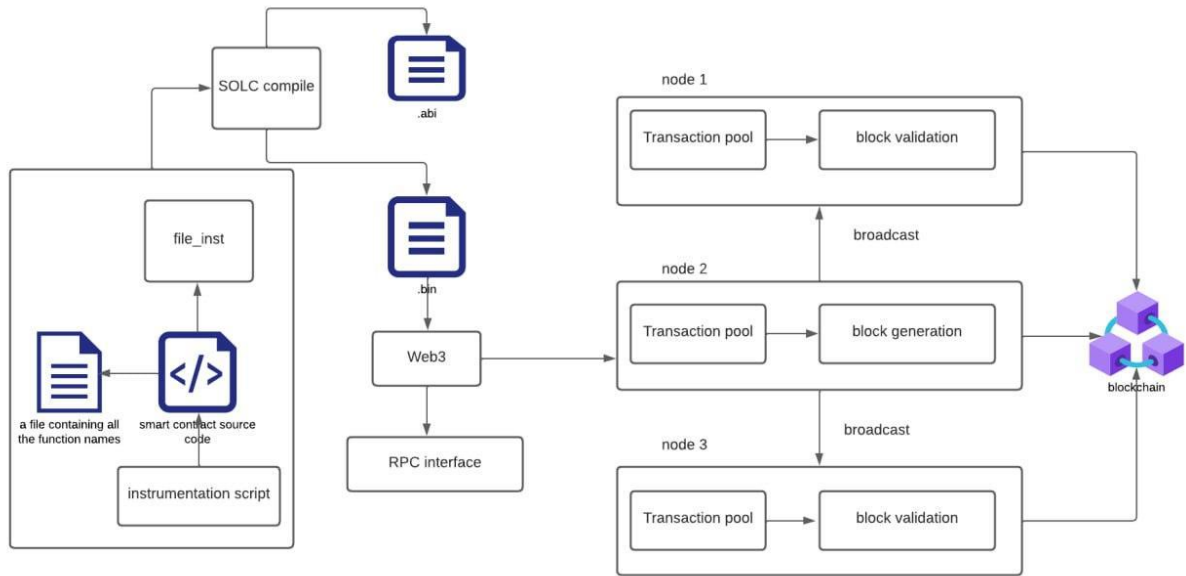 SOLC compile
.abi
file_inst
a file containing all
the function names
smart contract source
code
instrumentation script
.bin
Web3
RPC interface
node 1
Transaction pool
block validation
broadcast
node 2
Transaction pool
block generation
broadcast
node 3
Transaction pool
block validation
blockchain